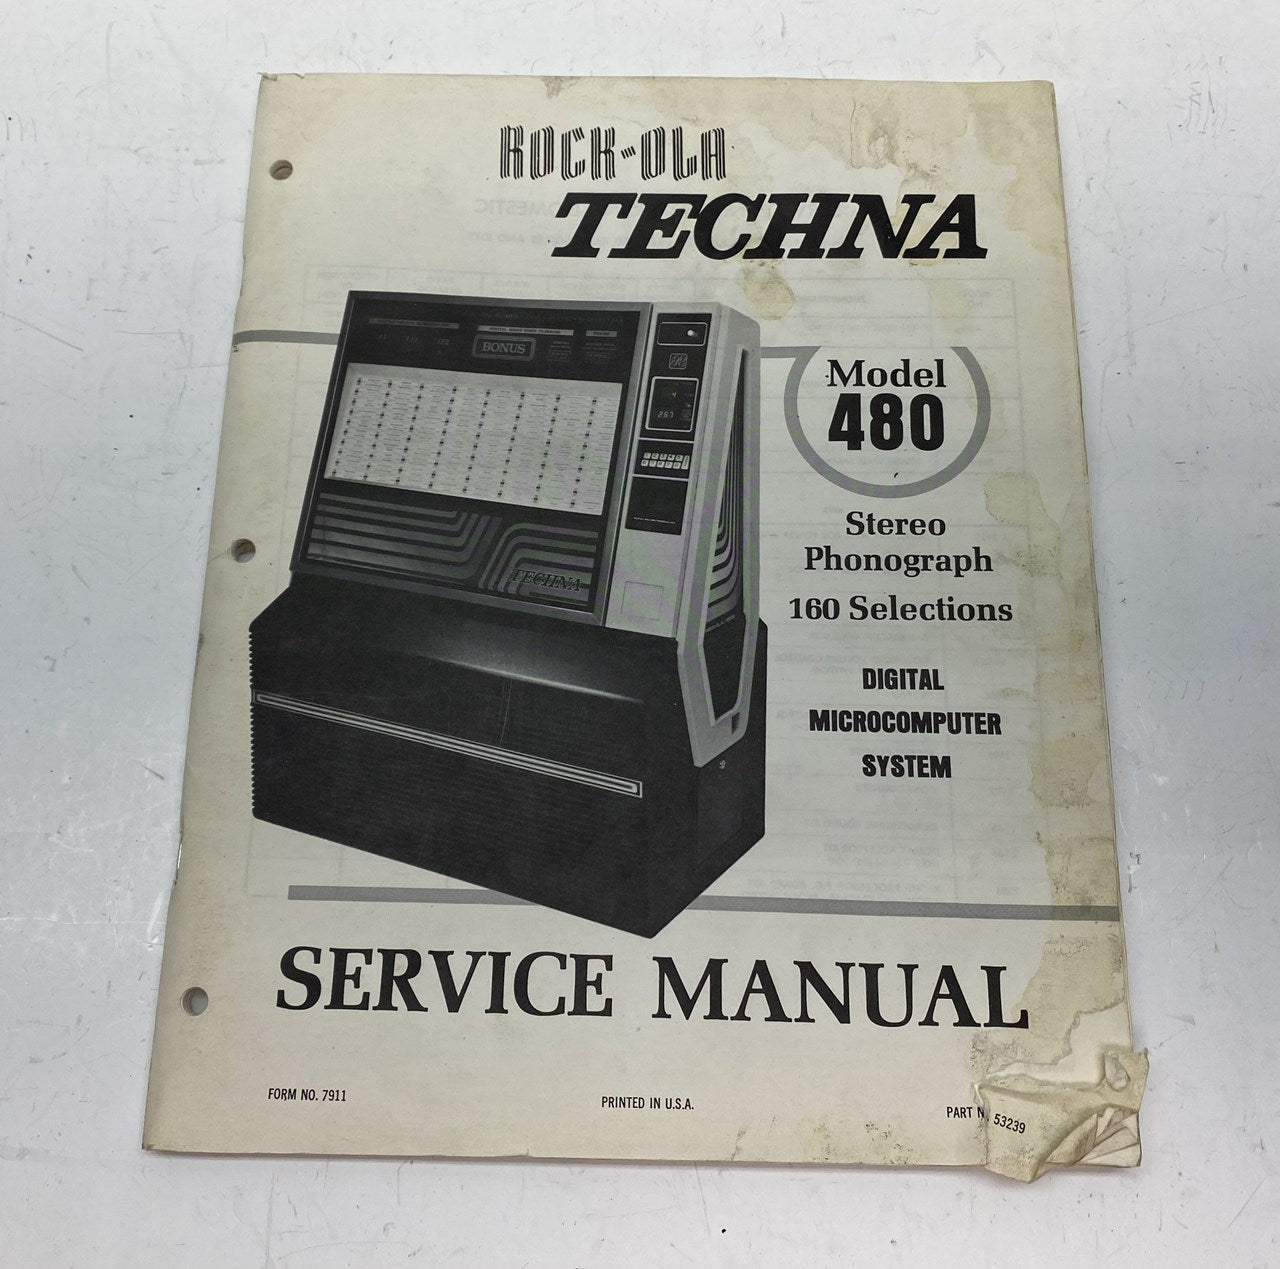 ROCK-OLA
TECHNA
BONUS
267
TECHNA
Model
480
Stereo
Phonograph
160 Selections
DIGITAL
MICROCOMPUTER
SYSTEM
SERVICE MANUAL
FORM NO. 7911
PRINTED IN U.S.A.
PART N 53239